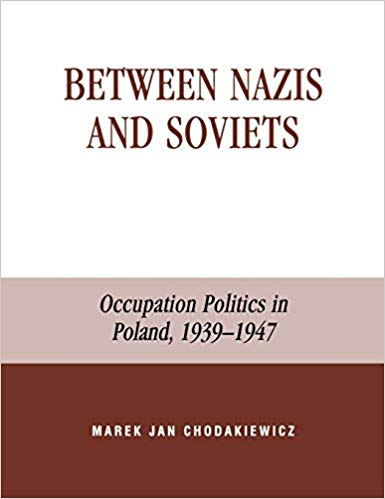 BETWEEN NAZIS
AND SOVIETS
Occupation Politics in
Poland, 1939–1947
MAREK JAN CHODAKIEWICZ